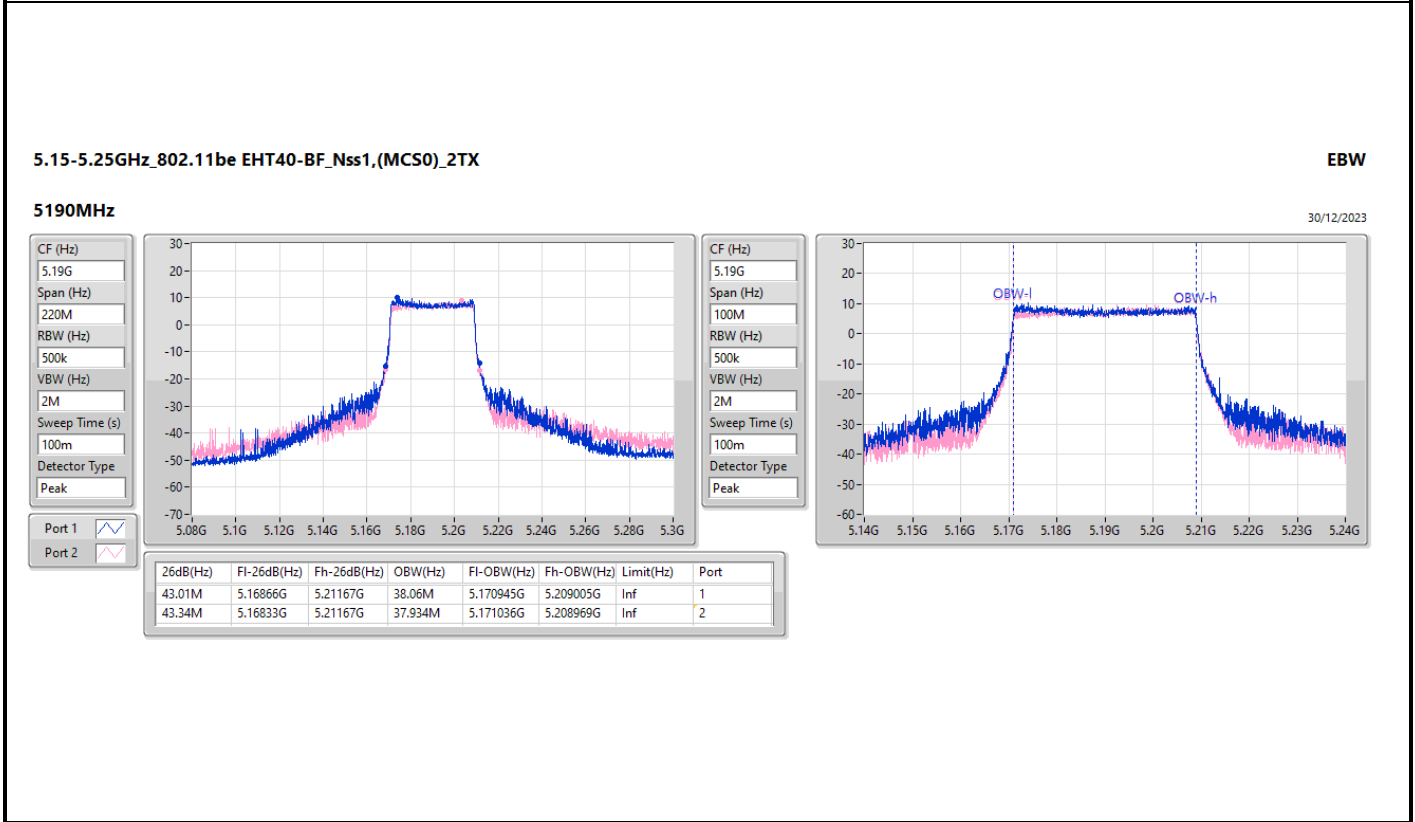 5.15-5.25GHz_802.11be EHT40-BF_Nss1,(MCS0)_2TX
EBW
5190MHz
30/12/2023
CF (Hz)
5.19G
Span (Hz)
220M
RBW (Hz)
500k
VBW (Hz)
2M
Sweep Time (s)
100m
Detector Type
Peak
Port 1
Port 2
30
20
10
0
-10
-20
-30
-40
-50
-60
-70
5.08G 5.1G 5.12G 5.14G 5.16G 5.18G 5.2G 5.22G 5.24G 5.26G 5.28G 5.3G
CF (Hz)
5.19G
Span (Hz)
100M
RBW (Hz)
500k
VBW (Hz)
2M
Sweep Time (s)
100m
Detector Type
Peak
30
20
10
0
-10
-20
-30
-40
-50
-60
OBW-l
OBW-h
5.14G 5.15G 5.16G 5.17G 5.18G 5.19G 5.2G 5.21G 5.22G 5.23G 5.24G
26dB(Hz) Fl-26dB(Hz) Fh-26dB(Hz) OBW(Hz) Fl-OBW(Hz) Fh-OBW(Hz) Limit(Hz) Port
43.01M 5.16866G 5.21167G 38.06M 5.170945G 5.209005G Inf 1
43.34M 5.16833G 5.21167G 37.934M 5.171036G 5.208969G Inf 2